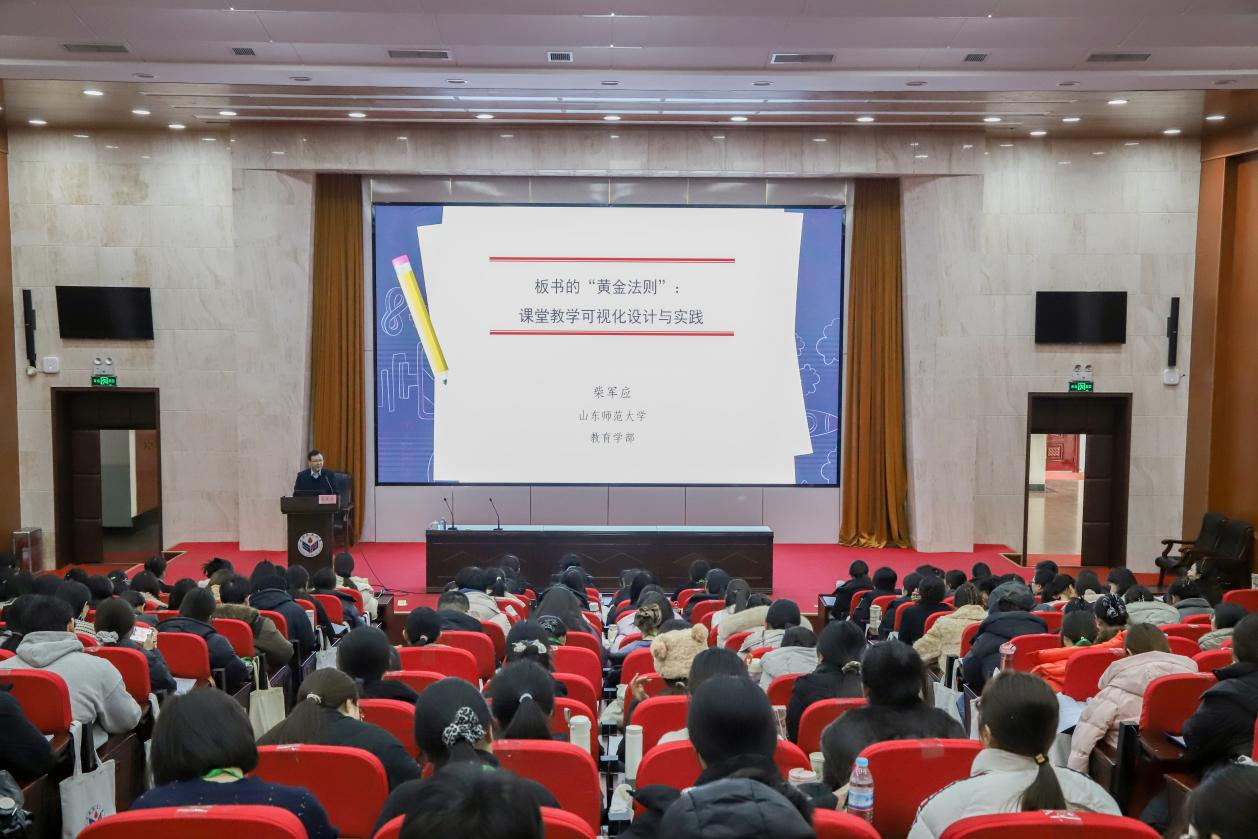 板书的“黄金法则”：
课堂教学可视化设计与实践
柴军应
山东师范大学
教育学部